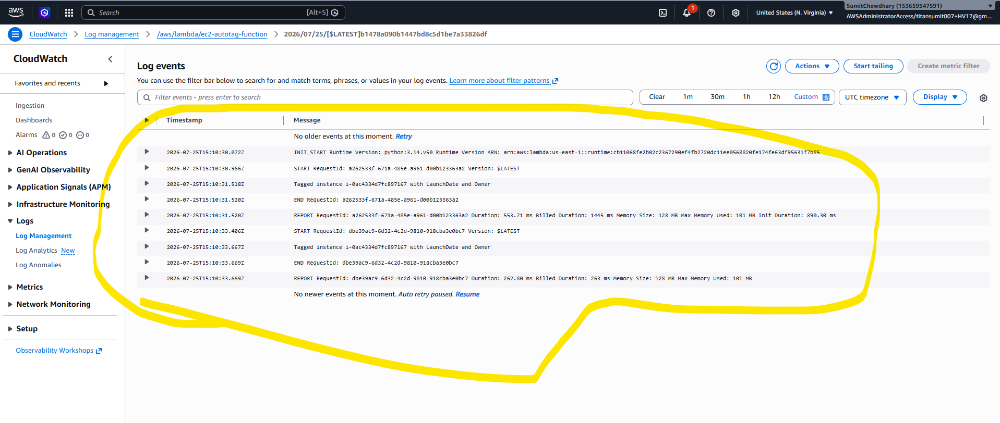 aws
Search [Alt+S]
1
United States (N. Virginia)
SumitChowdhary (153659547591)
AWSAdministratorAccess/titansumit007+HV17@gm...
CloudWatch
Log management
/aws/lambda/ec2-autotag-function
2026/07/25/[$LATEST]b1478a090b1447bd8c5d1be7a33826df
CloudWatch
Favorites and recents
Ingestion
Dashboards
Alarms 0 0 0
AI Operations
GenAI Observability
Application Signals (APM)
Infrastructure Monitoring
Logs
Log Management
Log Analytics New
Log Anomalies
Metrics
Network Monitoring
Setup
Observability Workshops
Log events
Actions
Start tailing
Create metric filter
You can use the filter bar below to search for and match terms, phrases, or values in your log events. Learn more about filter patterns
Filter events - press enter to search
Clear 1m 30m 1h 12h Custom
UTC timezone
Display
Timestamp Message
No older events at this moment. Retry
2026-07-25T15:10:30.072Z INIT_START Runtime Version: python:3.14.v50 Runtime Version ARN: arn:aws:lambda:us-east-1::runtime:cb11068fe2b02c2367290ef4fb2720dc11ee0568820fe174fe63df95631f7b85
2026-07-25T15:10:30.966Z START RequestId: a262533f-671a-485e-a961-d00b123363a2 Version: $LATEST
2026-07-25T15:10:31.518Z Tagged instance i-0ac4334d7fc897167 with LaunchDate and Owner
2026-07-25T15:10:31.520Z END RequestId: a262533f-671a-485e-a961-d00b123363a2
2026-07-25T15:10:31.520Z REPORT RequestId: a262533f-671a-485e-a961-d00b123363a2 Duration: 553.71 ms Billed Duration: 1445 ms Memory Size: 128 MB Max Memory Used: 101 MB Init Duration: 890.30 ms
2026-07-25T15:10:33.406Z START RequestId: dbe39ac9-6d32-4c2d-9810-918cba3e0bc7 Version: $LATEST
2026-07-25T15:10:33.667Z Tagged instance i-0ac4334d7fc897167 with LaunchDate and Owner
2026-07-25T15:10:33.669Z END RequestId: dbe39ac9-6d32-4c2d-9810-918cba3e0bc7
2026-07-25T15:10:33.669Z REPORT RequestId: dbe39ac9-6d32-4c2d-9810-918cba3e0bc7 Duration: 262.80 ms Billed Duration: 263 ms Memory Size: 128 MB Max Memory Used: 101 MB
No newer events at this moment. Auto retry paused. Resume